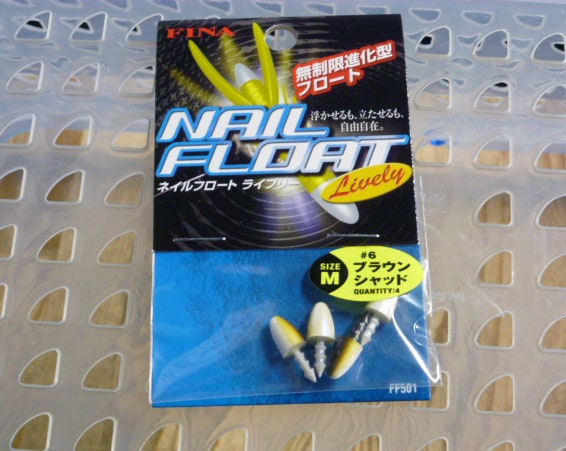 FINA
無制限進化型
フロート
浮かせるも、立たせるも、
自由自在。
NAIL
FLOAT
Lively
ネイルフロート ライブリー
SIZE
M
#6
ブラウン
シャッド
QUANTITY:4
FF501